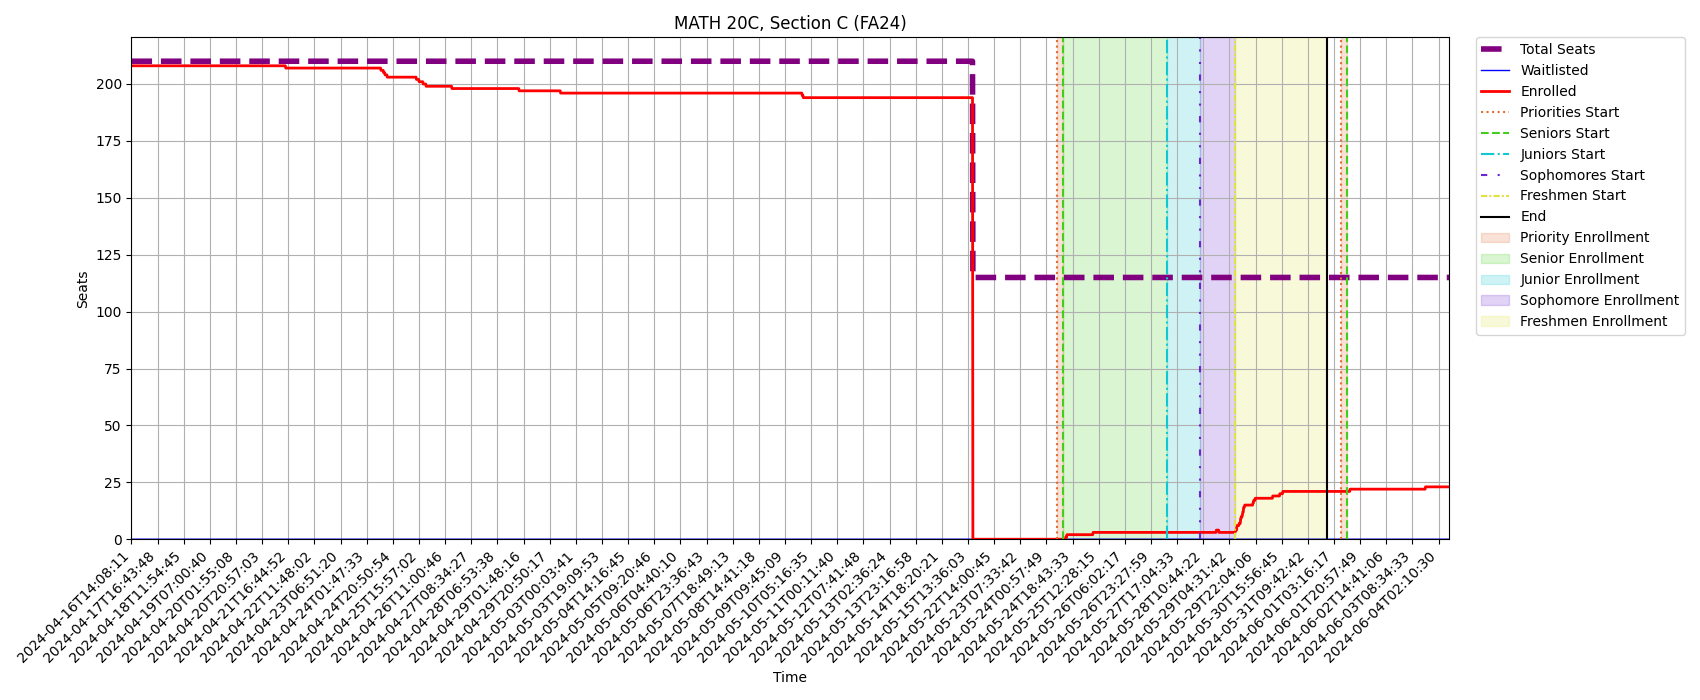 MATH 20C, Section C (FA24)
Total Seats
Waitlisted
Enrolled
Priorities Start
Seniors Start
Juniors Start
Sophomores Start
Freshmen Start
End
Priority Enrollment
Senior Enrollment
Junior Enrollment
Sophomore Enrollment
Freshmen Enrollment
Seats
200
175
150
125
100
75
50
25
0
2024-04-16T14:08:11
2024-04-17T16:43:48
2024-04-18T11:54:45
2024-04-19T07:00:40
2024-04-20T01:55:08
2024-04-20T20:57:03
2024-04-21T16:44:52
2024-04-22T11:48:02
2024-04-23T06:51:20
2024-04-24T01:47:33
2024-04-24T20:50:54
2024-04-25T15:57:02
2024-04-26T11:00:46
2024-04-27T08:34:27
2024-04-28T06:53:38
2024-04-29T01:48:16
2024-04-29T20:50:17
2024-05-03T00:03:41
2024-05-03T19:09:53
2024-05-04T14:16:45
2024-05-05T09:20:46
2024-05-06T04:40:10
2024-05-06T23:36:43
2024-05-07T18:49:13
2024-05-08T14:41:18
2024-05-09T09:45:09
2024-05-10T05:16:35
2024-05-11T00:11:40
2024-05-12T07:41:48
2024-05-13T02:36:24
2024-05-13T23:16:58
2024-05-14T18:20:21
2024-05-15T13:36:03
2024-05-22T14:00:45
2024-05-23T07:33:42
2024-05-24T00:57:49
2024-05-24T18:43:33
2024-05-25T12:28:15
2024-05-26T06:02:17
2024-05-26T23:27:59
2024-05-27T17:04:33
2024-05-28T10:44:22
2024-05-29T04:31:42
2024-05-29T22:04:06
2024-05-30T15:56:45
2024-05-31T09:42:42
2024-06-01T03:16:17
2024-06-01T20:57:49
2024-06-02T14:41:06
2024-06-03T08:34:33
2024-06-04T02:10:30
Time